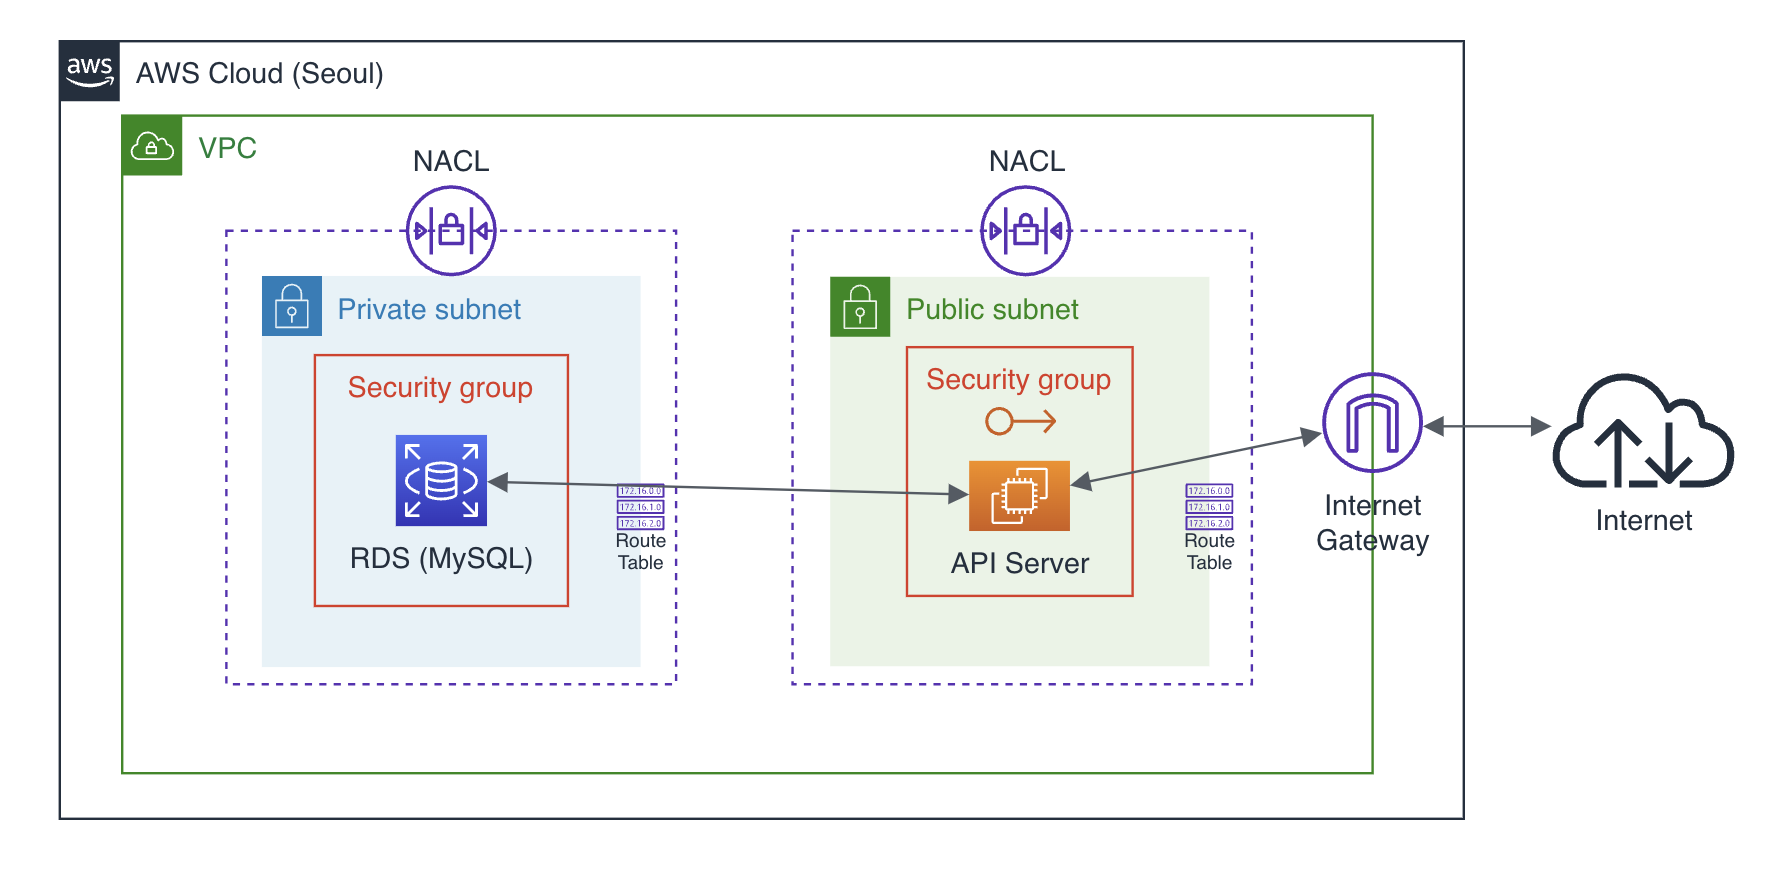 aws
AWS Cloud (Seoul)
VPC
NACL
NACL
Private subnet
Public subnet
Security group
Security group
172.16.0.0
172.16.1.0
172.16.2.0
Route
Table
RDS (MySQL)
API Server
172.16.0.0
172.16.1.0
172.16.2.0
Route
Table
Internet
Gateway
Internet